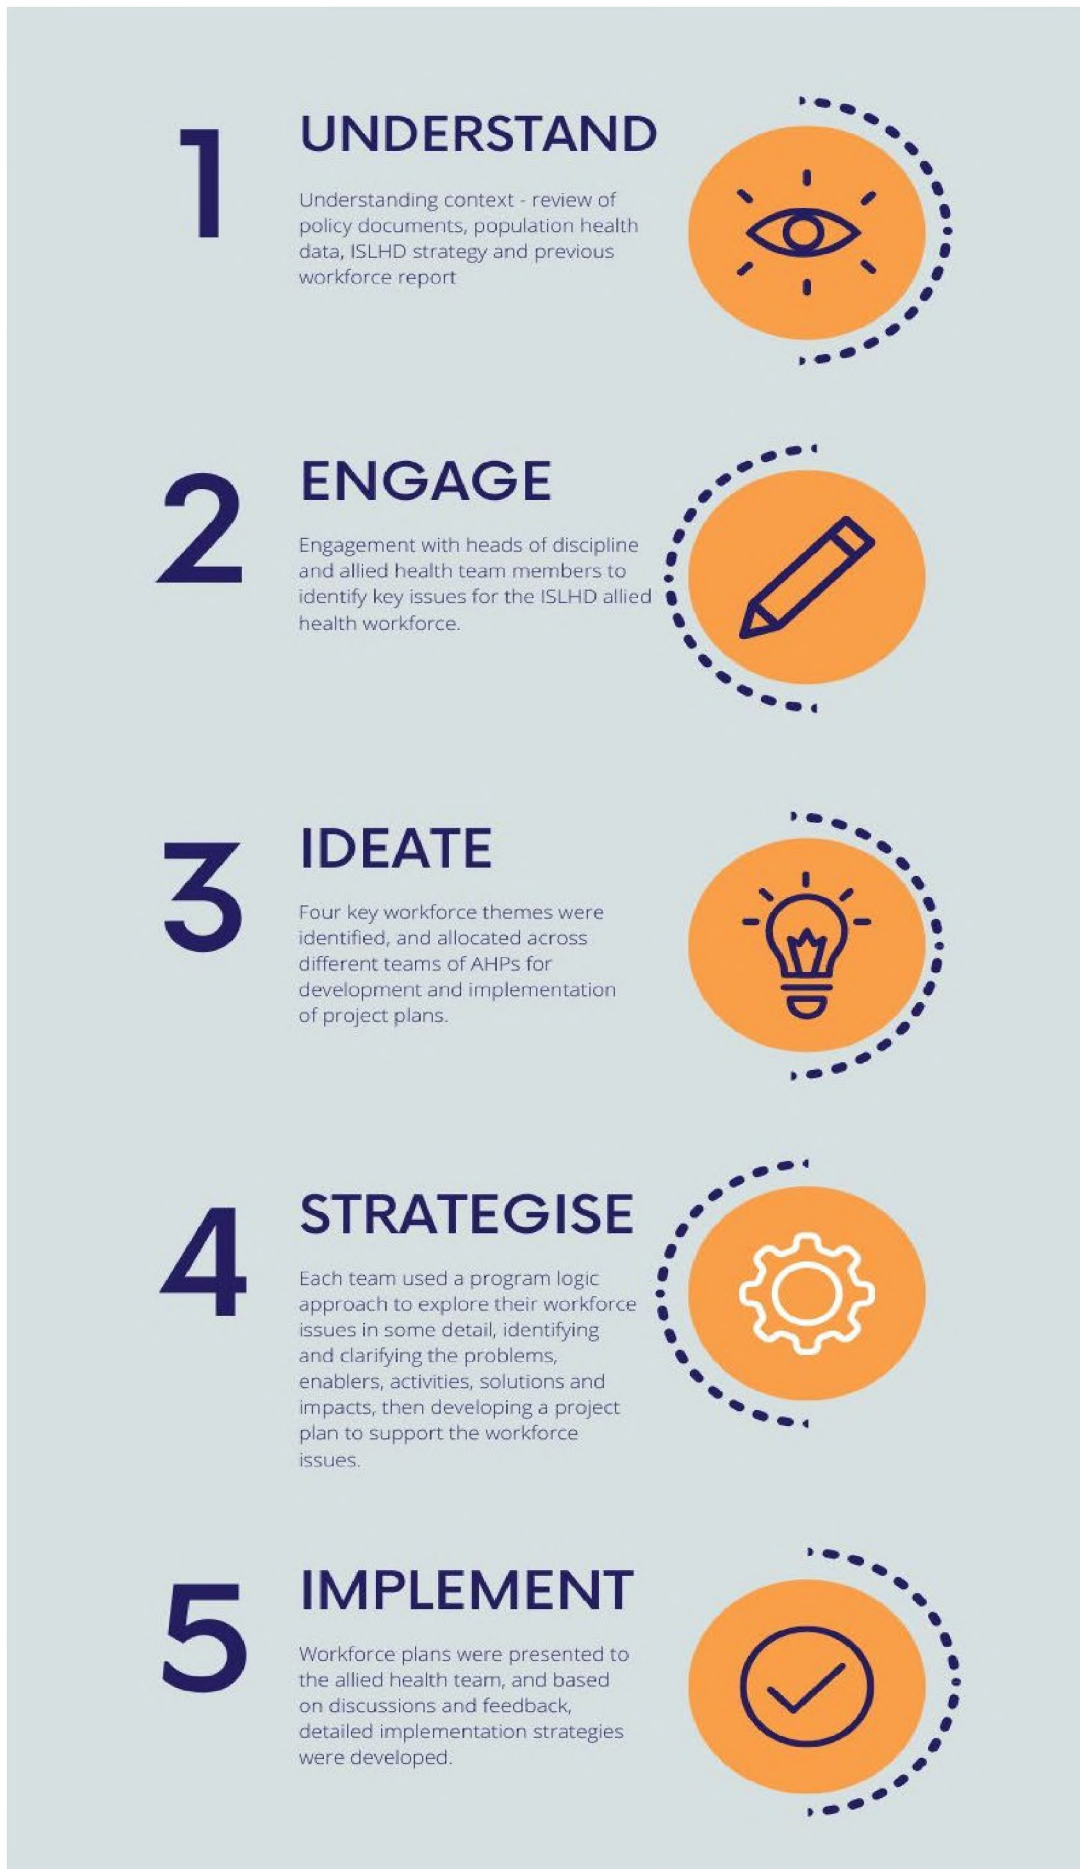 1
UNDERSTAND
Understanding context - review of
policy documents, population health
data, ISLHD strategy and previous
workforce report
2
ENGAGE
Engagement with heads of discipline
and allied health team members to
identify key issues for the ISLHD allied
health workforce.
3
IDEATE
Four key workforce themes were
identified, and allocated across
different teams of AHPs for
development and implementation
of project plans.
4
STRATEGISE
Each team used a program logic
approach to explore their workforce
issues in some detail, identifying
and clarifying the problems,
enablers, activities, solutions and
impacts, then developing a project
plan to support the workforce
issues.
5
IMPLEMENT
Workforce plans were presented to
the allied health team, and based
on discussions and feedback,
detailed implementation strategies
were developed.